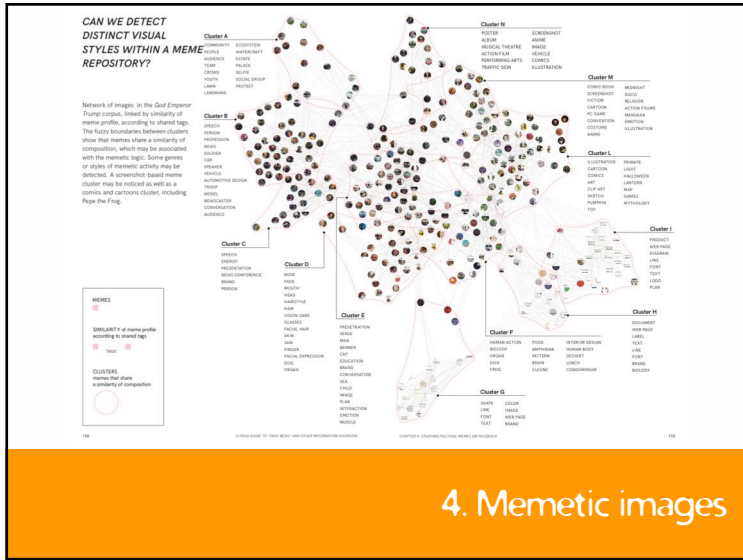 CAN WE DETECT
DISTINCT VISUAL
STYLES WITHIN A MEME
REPOSITORY?
Network of images in the God Emperor
Trump corpus, linked by similarity of
meme profile, according to shared tags.
The fuzzy boundaries between clusters
show that memes share a similarity of
composition, which may be associated
with the memetic logic. Some genres
or styles of memetic activity may be
detected. A screenshot-based meme
cluster may be noticed as well as a
comics and cartoons cluster, including
Pepe the Frog.
MEMES
SIMILARITY of meme profile
according to shared tags
TAGS
CLUSTERS
memes that share
a similarity of composition
Cluster A
COMMUNITY ECOSYSTEM
PEOPLE WATERCRAFT
AUDIENCE ESTATE
TEAM PALACE
CROWD SELFIE
YOUTH SOCIAL GROUP
LAWN PROTEST
LANDMARK
Cluster B
SPEECH
PERSON
PROFESSION
NEWS
SOLDIER
CAR
SPEAKER
VEHICLE
AUTOMOTIVE DESIGN
TROOP
MODEL
NEWSCASTER
CONVERSATION
AUDIENCE
Cluster C
SPEECH
ENERGY
PRESENTATION
NEWS CONFERENCE
BRAND
PERSON
Cluster D
NOSE
FACE
MOUTH
HEAD
HAIRSTYLE
HAIR
VISION CARE
GLASSES
FACIAL HAIR
SKIN
JAW
FINGER
FACIAL EXPRESSION
DOG
ORGAN
Cluster E
PRESETRATION
SENSE
MAN
BANNER
CAP
EDUCATION
BRAND
CONVERSATION
SEA
CHILD
IMAGE
PLAN
INTERACTION
EMOTION
MUSCLE
Cluster N
POSTER SCREENSHOT
ALBUM ANIME
MUSICAL THEATRE IMAGE
ACTION FILM VEHICLE
PERFORMING ARTS COMICS
TRAFFIC SIGN ILLUSTRATION
Cluster M
COMIC BOOK MIDNIGHT
SCREENSHOT DISCO
FICTION RELIGION
CARTOON ACTION FIGURE
PC GAME MANGAKA
CONVENTION EMOTION
COSTUME ILLUSTRATION
ANIME
Cluster L
ILLUSTRATION PRIMATE
CARTOON LIGHT
COMICS HALLOWEEN
ART LANTERN
CLIP ART MAP
SKETCH GAMES
PUMPKIN MYTHOLOGY
TOY
Cluster I
PRODUCT
WEB PAGE
DIAGRAM
LINE
FONT
TEXT
LOGO
PLAN
Cluster H
DOCUMENT
WEB PAGE
LABEL
TEXT
LINE
FONT
BRAND
BIOLOGY
Cluster F
HUMAN ACTION FOOD INTERIOR DESIGN
BIOLOGY AMPHIBIAN HUMAN BODY
ORGAN PATTERN DESSERT
DISH BRAIN LUNCH
FROG CUISINE CONDOMINIUM
Cluster G
SHAPE COLOR
LINE IMAGE
FONT WEB PAGE
TEXT BRAND
158
A FIELD GUIDE TO "FAKE NEWS" AND OTHER INFORMATION DISORDERS
CHAPTER 4: STUDYING POLITICAL MEMES ON FACEBOOK
159
4. Memetic images